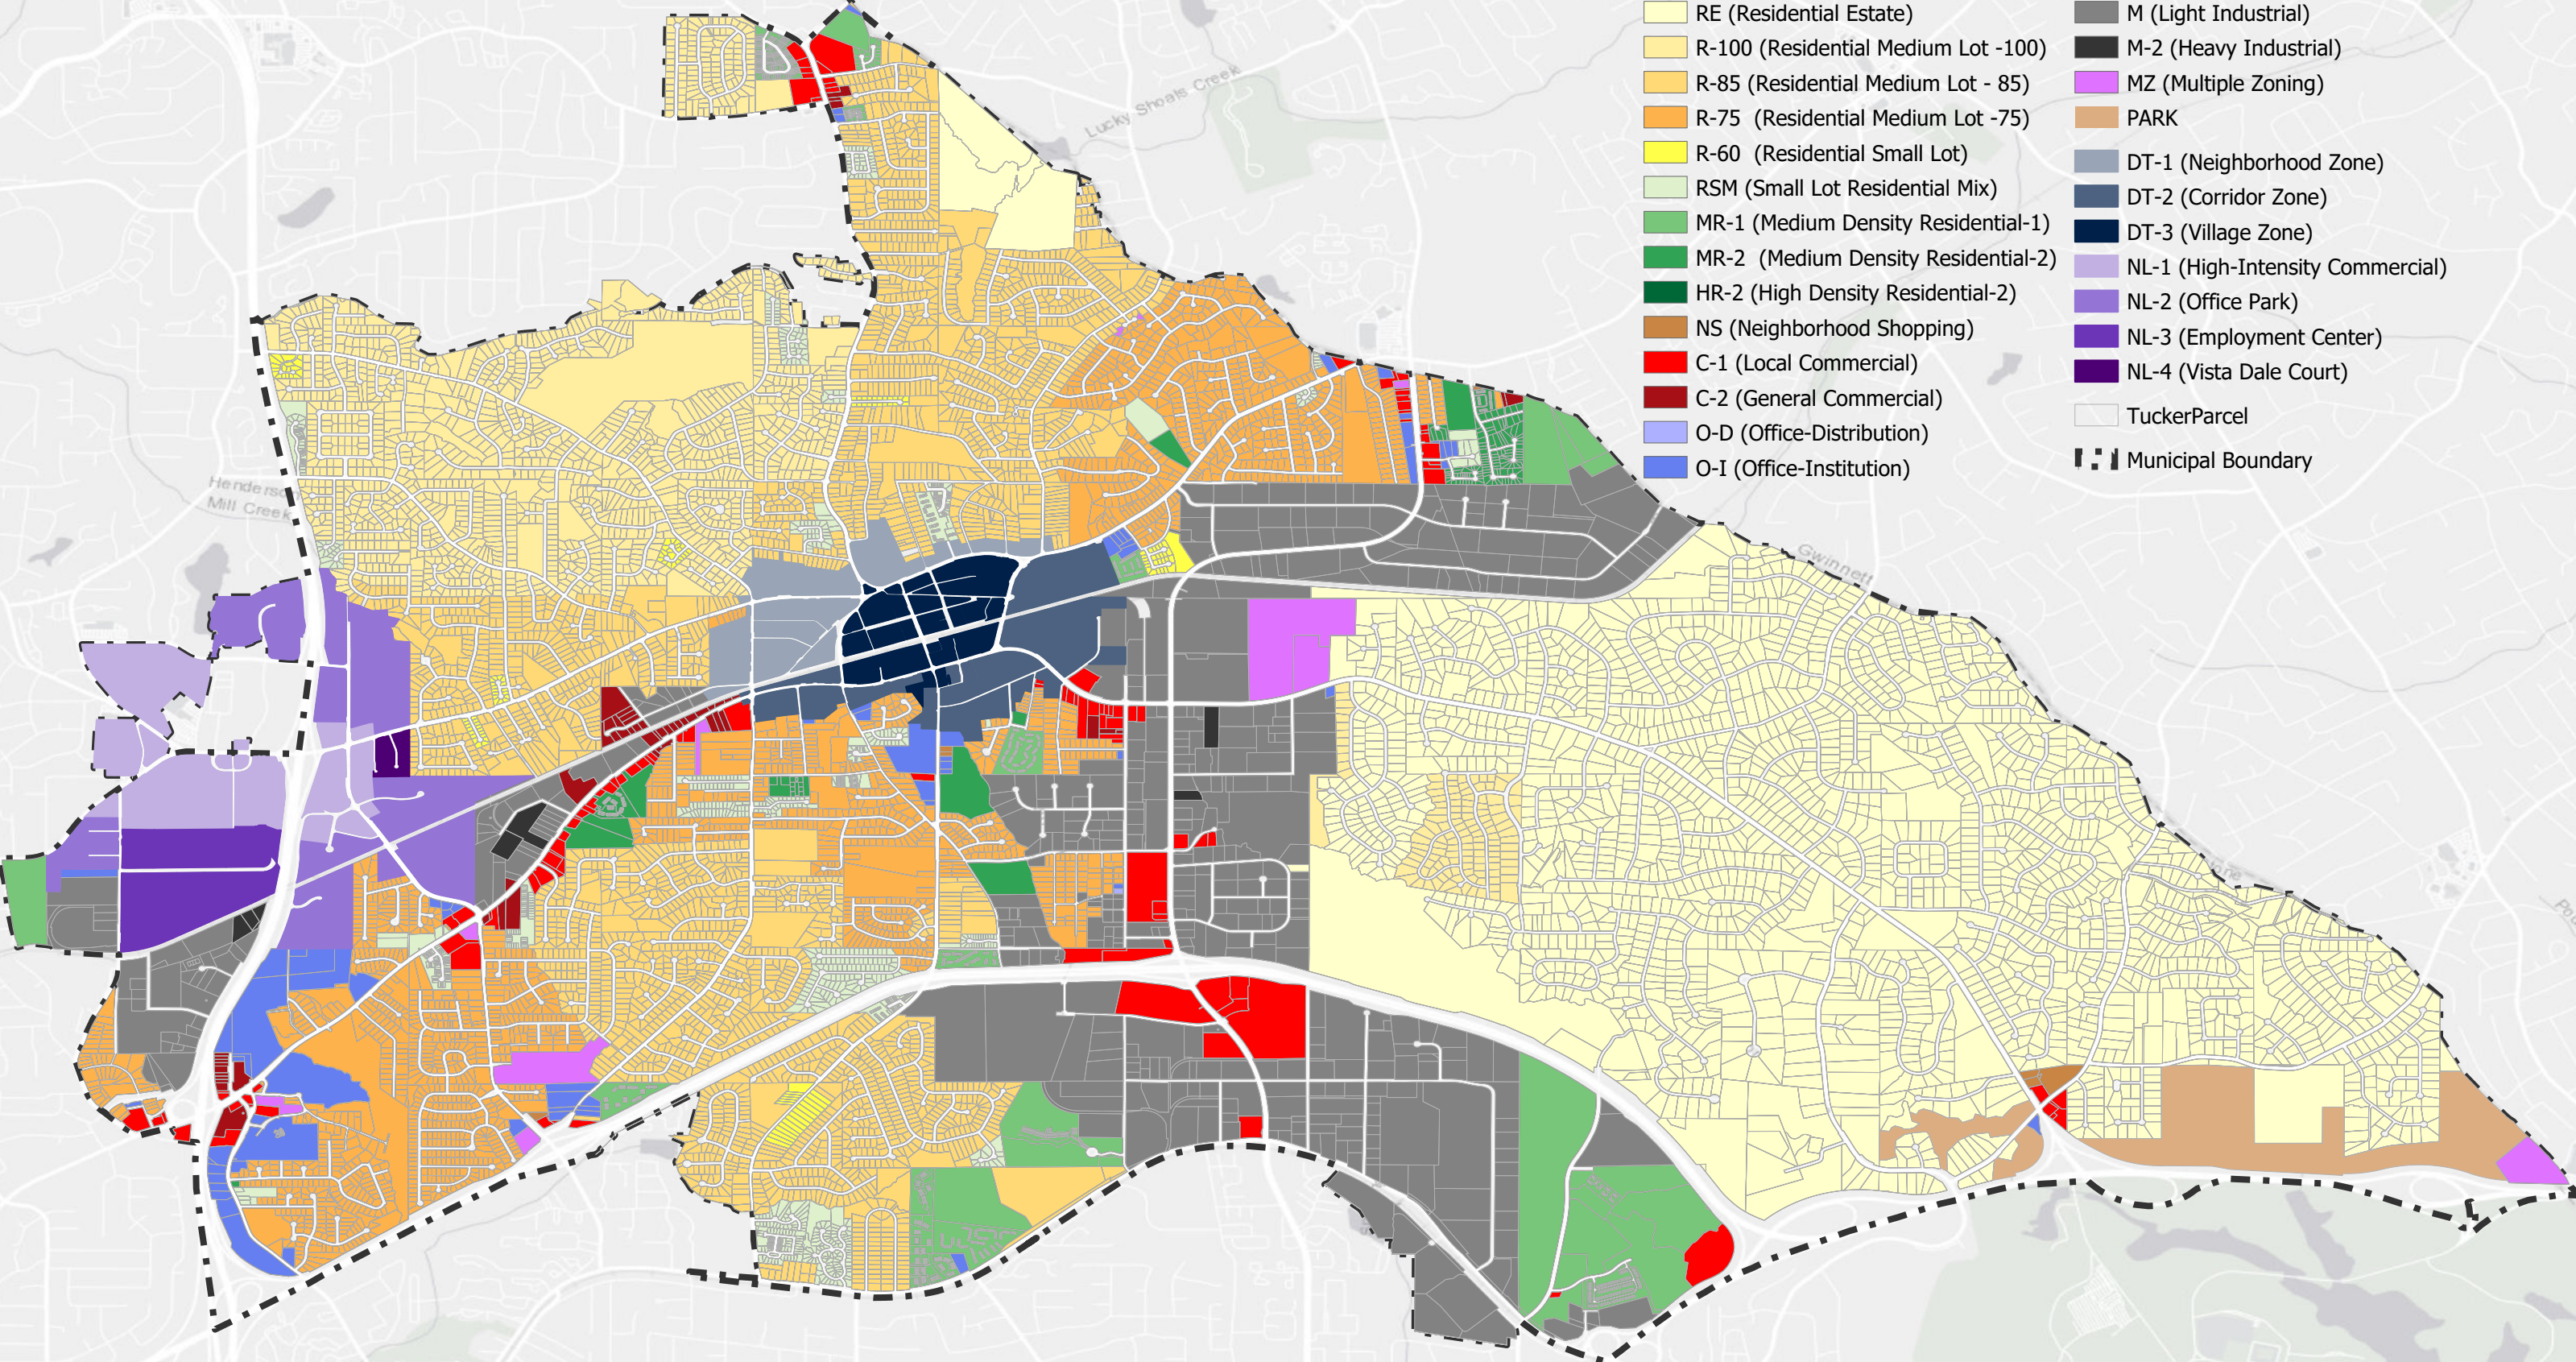 RE (Residential Estate)
R-100 (Residential Medium Lot -100)
R-85 (Residential Medium Lot - 85)
R-75 (Residential Medium Lot -75)
R-60 (Residential Small Lot)
RSM (Small Lot Residential Mix)
MR-1 (Medium Density Residential-1)
MR-2 (Medium Density Residential-2)
HR-2 (High Density Residential-2)
NS (Neighborhood Shopping)
C-1 (Local Commercial)
C-2 (General Commercial)
O-D (Office-Distribution)
O-I (Office-Institution)
M (Light Industrial)
M-2 (Heavy Industrial)
MZ (Multiple Zoning)
PARK
DT-1 (Neighborhood Zone)
DT-2 (Corridor Zone)
DT-3 (Village Zone)
NL-1 (High-Intensity Commercial)
NL-2 (Office Park)
NL-3 (Employment Center)
NL-4 (Vista Dale Court)
TuckerParcel
Municipal Boundary
Lucky Shoals Creek
Henderson
Mill Creek
Gwinnett